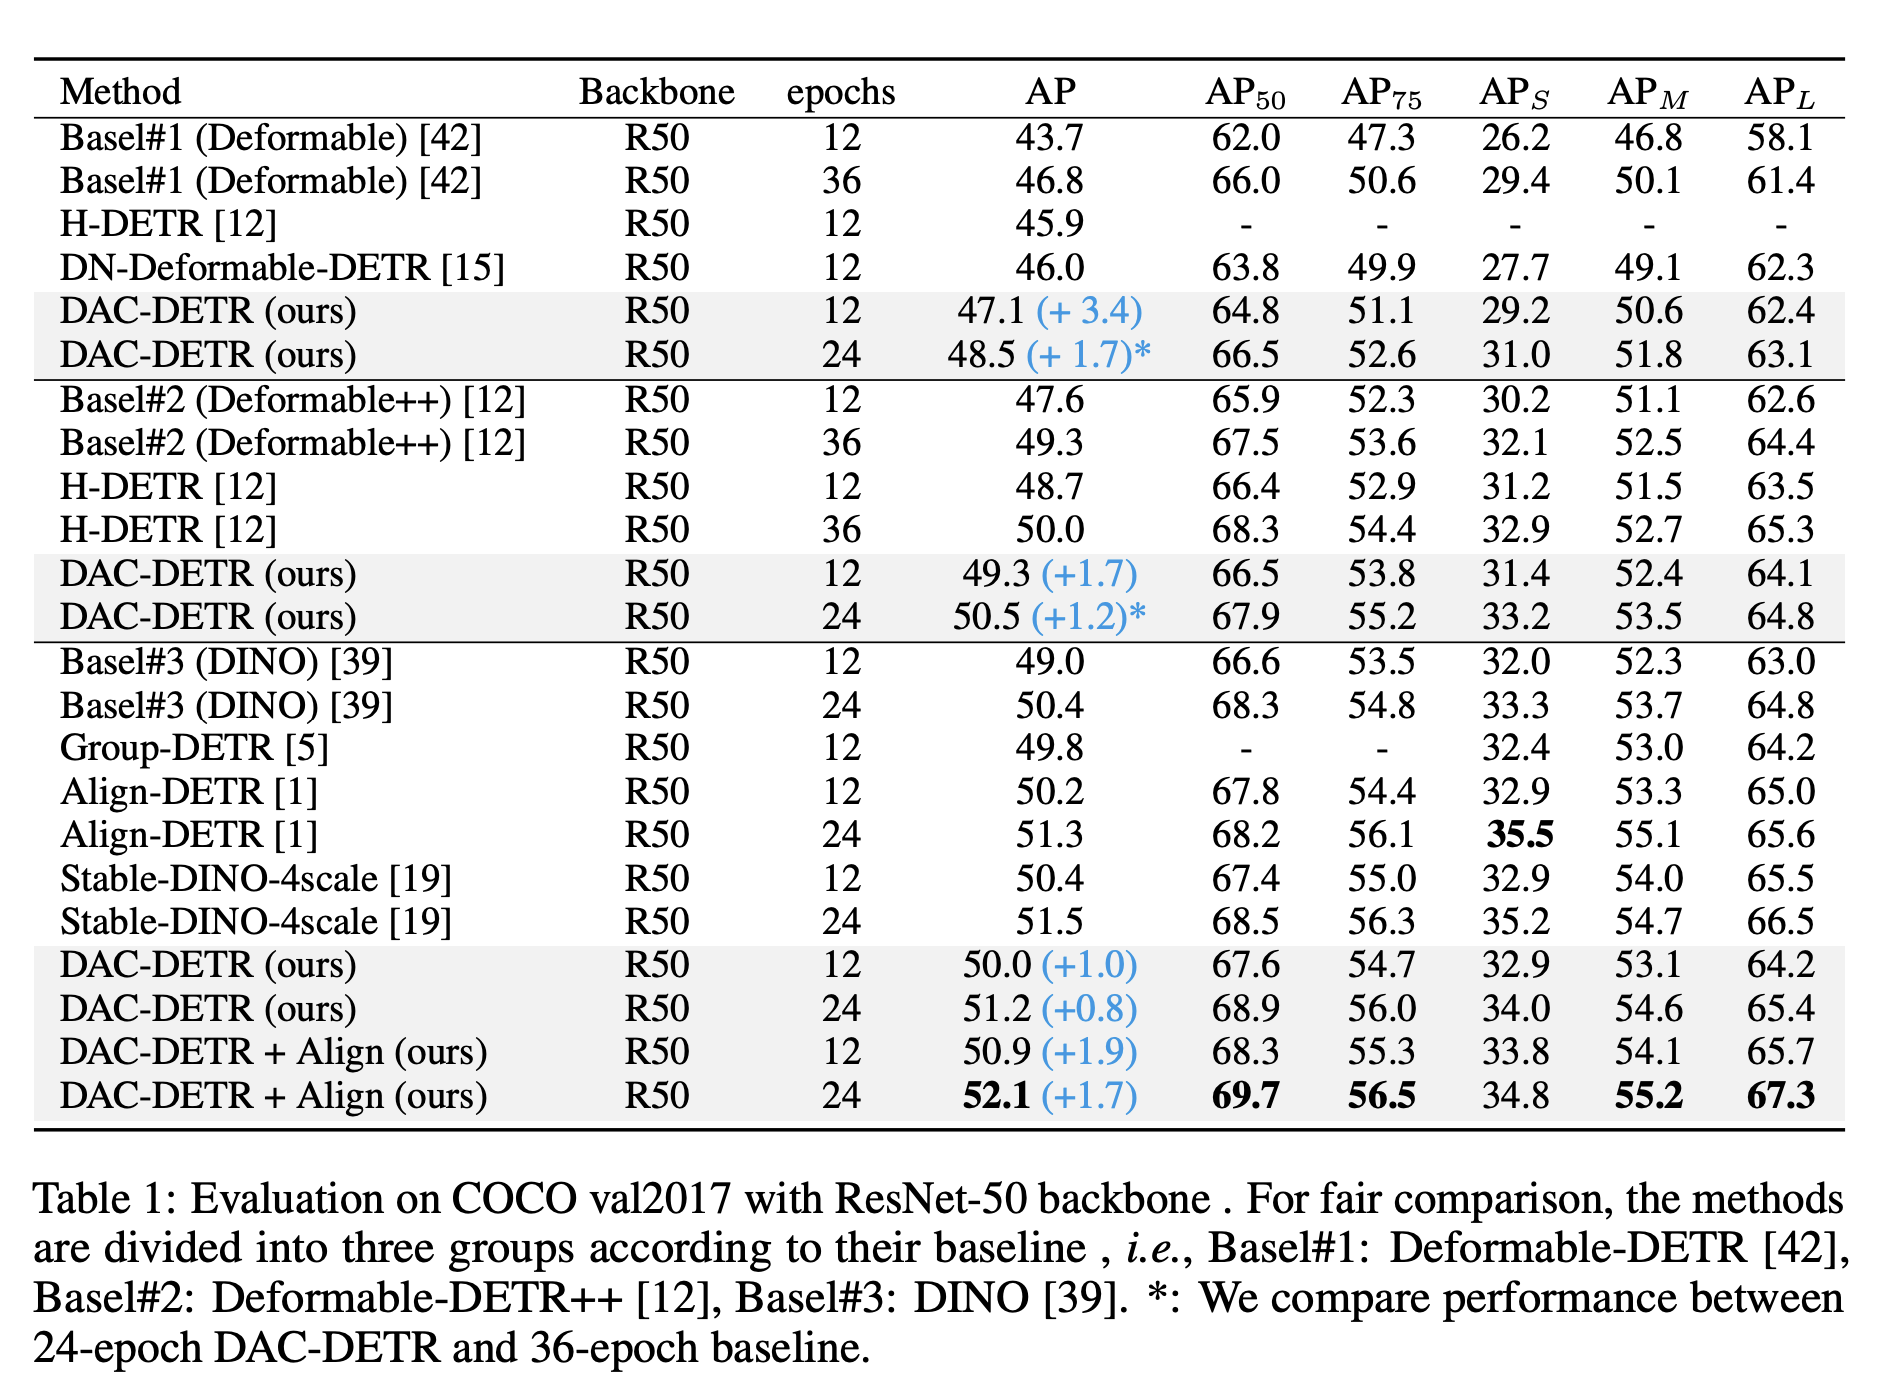 Method Backbone epochs AP AP50 AP75 APS APM APL
Basel#1 (Deformable) [42] R50 12 43.7 62.0 47.3 26.2 46.8 58.1
Basel#1 (Deformable) [42] R50 36 46.8 66.0 50.6 29.4 50.1 61.4
H-DETR [12] R50 12 45.9 - - - - -
DN-Deformable-DETR [15] R50 12 46.0 63.8 49.9 27.7 49.1 62.3
DAC-DETR (ours) R50 12 47.1 (+ 3.4) 64.8 51.1 29.2 50.6 62.4
DAC-DETR (ours) R50 24 48.5 (+ 1.7)* 66.5 52.6 31.0 51.8 63.1
Basel#2 (Deformable++) [12] R50 12 47.6 65.9 52.3 30.2 51.1 62.6
Basel#2 (Deformable++) [12] R50 36 49.3 67.5 53.6 32.1 52.5 64.4
H-DETR [12] R50 12 48.7 66.4 52.9 31.2 51.5 63.5
H-DETR [12] R50 36 50.0 68.3 54.4 32.9 52.7 65.3
DAC-DETR (ours) R50 12 49.3 (+1.7) 66.5 53.8 31.4 52.4 64.1
DAC-DETR (ours) R50 24 50.5 (+1.2)* 67.9 55.2 33.2 53.5 64.8
Basel#3 (DINO) [39] R50 12 49.0 66.6 53.5 32.0 52.3 63.0
Basel#3 (DINO) [39] R50 24 50.4 68.3 54.8 33.3 53.7 64.8
Group-DETR [5] R50 12 49.8 - - 32.4 53.0 64.2
Align-DETR [1] R50 12 50.2 67.8 54.4 32.9 53.3 65.0
Align-DETR [1] R50 24 51.3 68.2 56.1 35.5 55.1 65.6
Stable-DINO-4scale [19] R50 12 50.4 67.4 55.0 32.9 54.0 65.5
Stable-DINO-4scale [19] R50 24 51.5 68.5 56.3 35.2 54.7 66.5
DAC-DETR (ours) R50 12 50.0 (+1.0) 67.6 54.7 32.9 53.1 64.2
DAC-DETR (ours) R50 24 51.2 (+0.8) 68.9 56.0 34.0 54.6 65.4
DAC-DETR + Align (ours) R50 12 50.9 (+1.9) 68.3 55.3 33.8 54.1 65.7
DAC-DETR + Align (ours) R50 24 52.1 (+1.7) 69.7 56.5 34.8 55.2 67.3
Table 1: Evaluation on COCO val2017 with ResNet-50 backbone . For fair comparison, the methods
are divided into three groups according to their baseline , i.e., Basel#1: Deformable-DETR [42],
Basel#2: Deformable-DETR++ [12], Basel#3: DINO [39]. *: We compare performance between
24-epoch DAC-DETR and 36-epoch baseline.